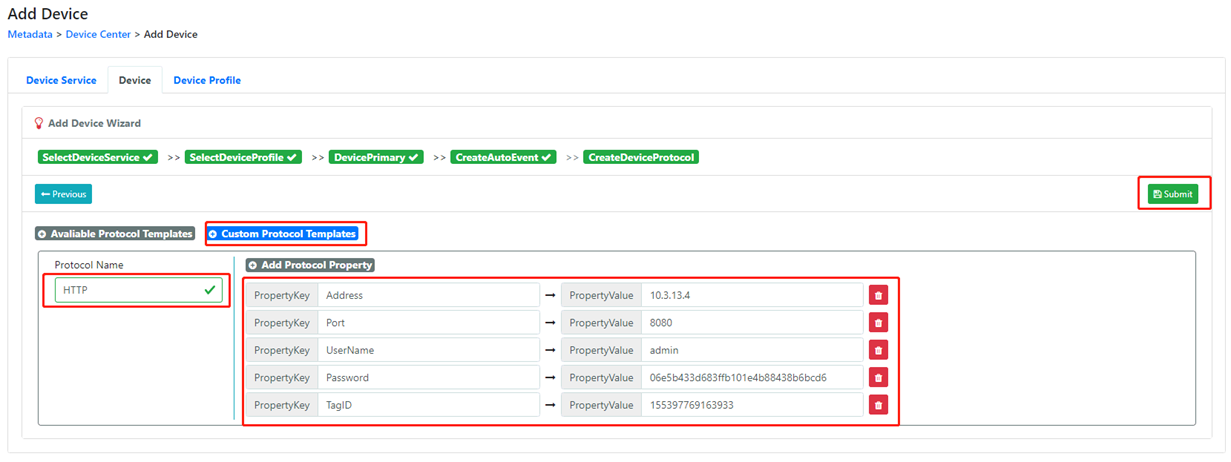 Add Device
Metadata > Device Center > Add Device
Device Service Device Device Profile
Add Device Wizard
SelectDeviceService >> SelectDeviceProfile >> DevicePrimary >> CreateAutoEvent >> CreateDeviceProtocol
Previous Submit
Avaliable Protocol Templates Custom Protocol Templates
Protocol Name Add Protocol Property
HTTP
PropertyKey Address PropertyValue 10.3.13.4
PropertyKey Port PropertyValue 8080
PropertyKey UserName PropertyValue admin
PropertyKey Password PropertyValue 06e5b433d683ffb101e4b88438b6bcd6
PropertyKey TagID PropertyValue 155397769163933